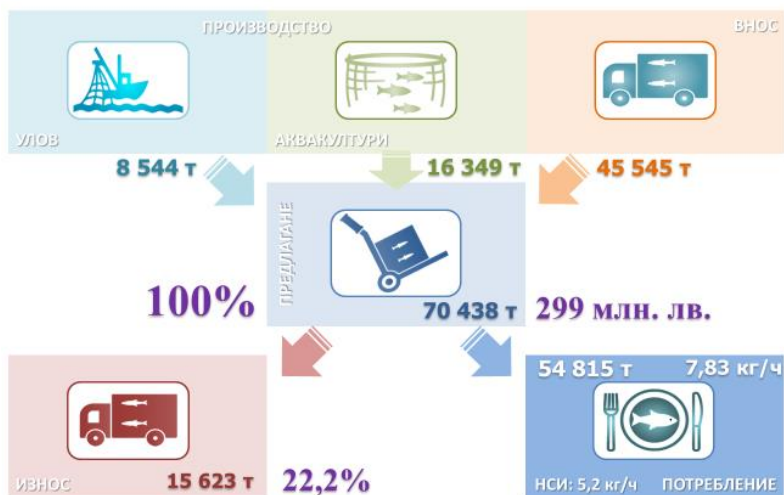 ПРОИЗВОДСТВО
ВНОС
УЛОВ
АКВАКУЛТУРИ
8 544 т
16 349 т
45 545 т
ПРЕДЛАГАНЕ
100%
70 438 т
299 млн. лв.
54 815 т
7,83 кг/ч
ИЗНОС
15 623 т
22,2%
НСИ: 5,2 кг/ч
ПОТРЕБЛЕНИЕ